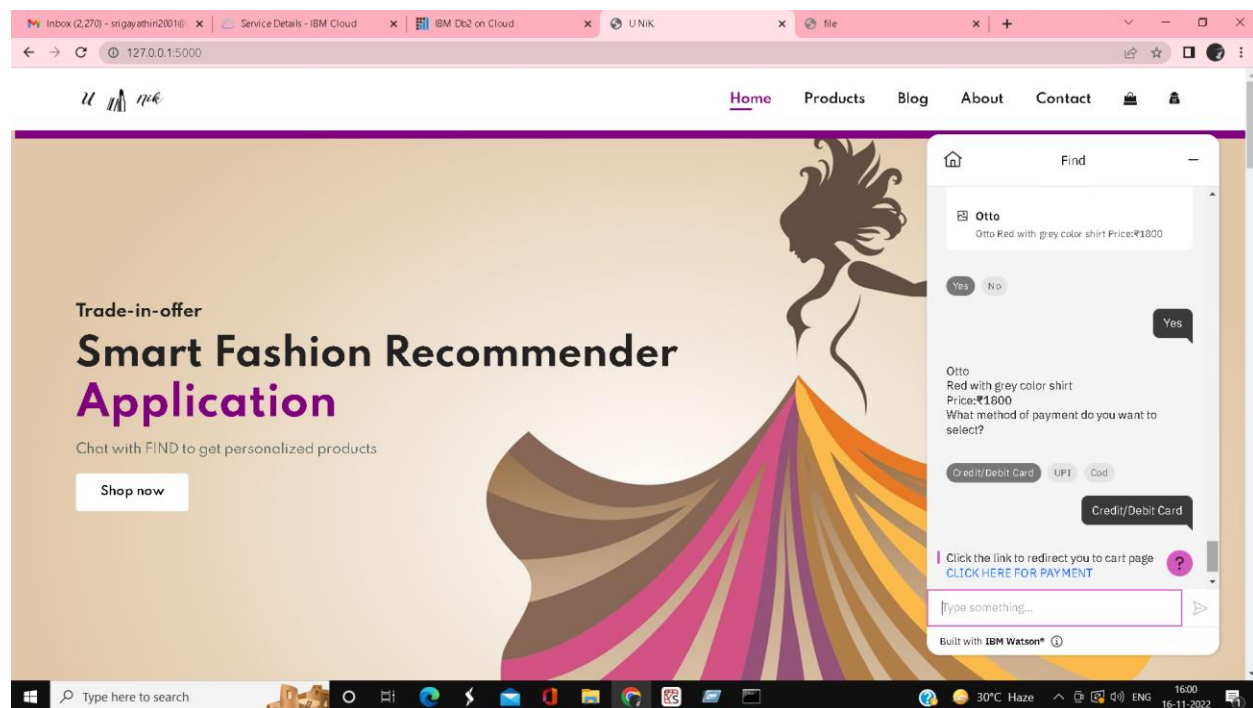 Inbox (2,270) - srigayathin2001@
Service Details - IBM Cloud
IBM Db2 on Cloud
UNiK
file
127.0.0.1:5000
U nik
Home Products Blog About Contact
Find
Otto
Otto Red with grey color shirt Price:₹1800
Yes No
Yes
Trade-in-offer
Smart Fashion Recommender
Application
Chat with FIND to get personalized products
Shop now
Otto
Red with grey color shirt
Price:₹1800
What method of payment do you want to
select?
Credit/Debit Card UPI Cod
Credit/Debit Card
Click the link to redirect you to cart page
CLICK HERE FOR PAYMENT
?
Type something...
Built with IBM Watson®
Type here to search
30°C Haze
ENG
16:00
16-11-2022